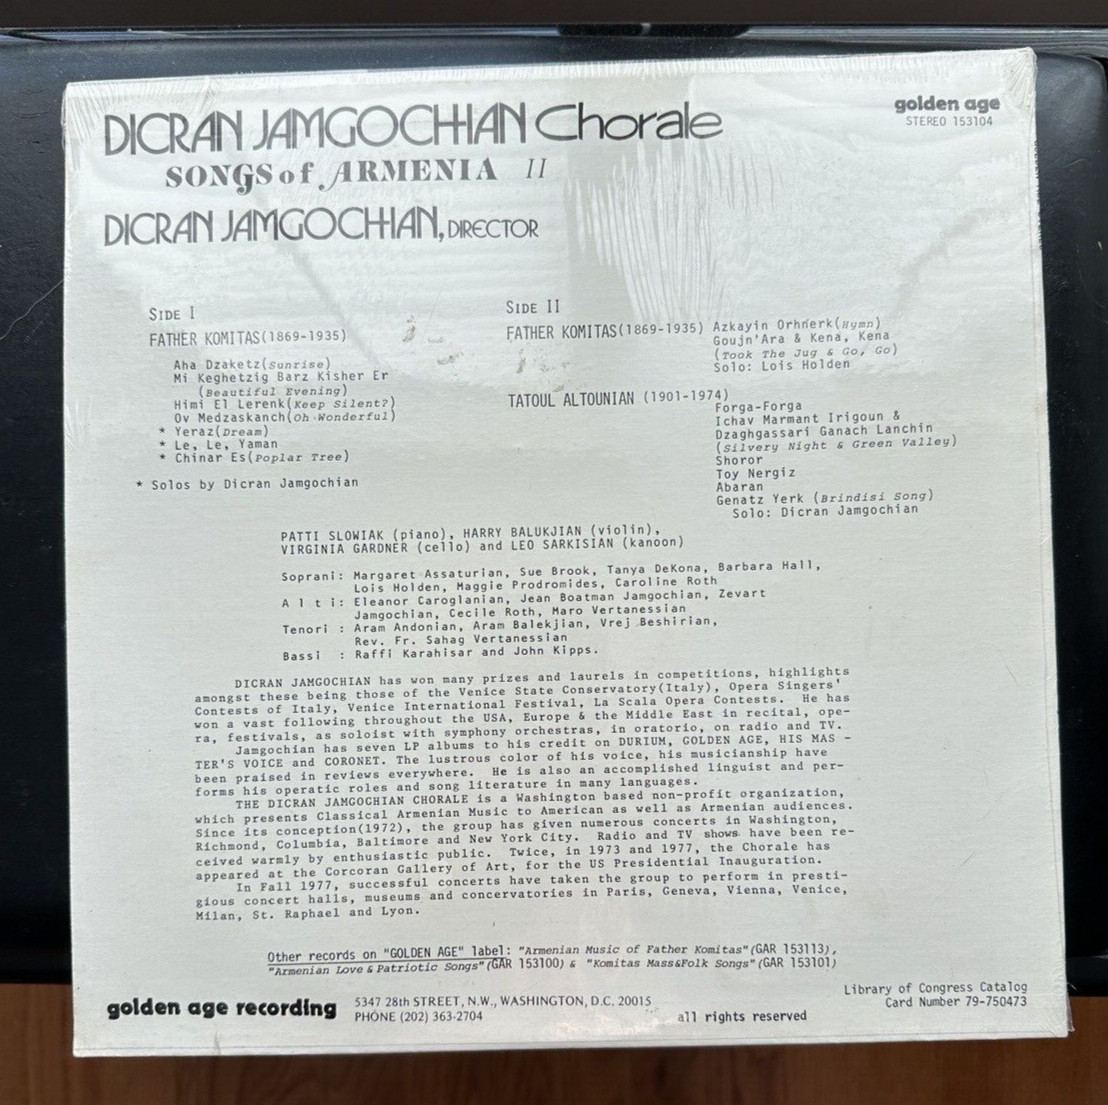 DICRAN JAMGOCHIAN Chorale
golden age
STEREO 153104
SONGS of ARMENIA II
DICRAN JAMGOCHIAN, DIRECTOR
SIDE I
FATHER KOMITAS(1869-1935)
Aha Dzaketz(Sunrise)
Mi Keghetzig Barz Kisher Er
(Beautiful Evening)
Himi El Lerenk(Keep Silent?)
Ov Medzaskanch(Oh Wonderful)
* Yeraz(Dream)
* Le, Le, Yaman
* Chinar Es(Poplar Tree)
* Solos by Dicran Jamgochian
SIDE II
FATHER KOMITAS(1869-1935) Azkayin Orhnerk(Hymn)
Goujn'Ara & Kena, Kena
(Took The Jug & Go, Go)
Solo: Lois Holden
TATOUL ALTOUNIAN (1901-1974)
Forga-Forga
Ichav Marmant Irigoun &
Dzaghgassari Ganach Lanchin
(Silvery Night & Green Valley)
Shoror
Toy Nergiz
Abaran
Genatz Yerk (Brindisi Song)
Solo: Dicran Jamgochian
PATTI SLOWIAK (piano), HARRY BALUKJIAN (violin),
VIRGINIA GARDNER (cello) and LEO SARKISIAN (kanoon)
Soprani: Margaret Assaturian, Sue Brook, Tanya DeKona, Barbara Hall,
Lois Holden, Maggie Prodromides, Caroline Roth
A l t i: Eleanor Caroglanian, Jean Boatman Jamgochian, Zevart
Jamgochian, Cecile Roth, Maro Vertanessian
Tenori : Aram Andonian, Aram Balekjian, Vrej Beshirian,
Rev. Fr. Sahag Vertanessian
Bassi : Raffi Karahisar and John Kipps.
DICRAN JAMGOCHIAN has won many prizes and laurels in competitions, highlights
amongst these being those of the Venice State Conservatory(Italy), Opera Singers'
Contests of Italy, Venice International Festival, La Scala Opera Contests. He has
won a vast following throughout the USA, Europe & the Middle East in recital, ope-
ra, festivals, as soloist with symphony orchestras, in oratorio, on radio and TV.
Jamgochian has seven LP albums to his credit on DURIUM, GOLDEN AGE, HIS MAS -
TER'S VOICE and CORONET. The lustrous color of his voice, his musicianship have
been praised in reviews everywhere. He is also an accomplished linguist and per-
forms his operatic roles and song literature in many languages.
THE DICRAN JAMGOCHIAN CHORALE is a Washington based non-profit organization,
which presents Classical Armenian Music to American as well as Armenian audiences.
Since its conception(1972), the group has given numerous concerts in Washington,
Richmond, Columbia, Baltimore and New York City. Radio and TV shows have been re-
ceived warmly by enthusiastic public. Twice, in 1973 and 1977, the Chorale has
appeared at the Corcoran Gallery of Art, for the US Presidential Inauguration.
In Fall 1977, successful concerts have taken the group to perform in presti-
gious concert halls, museums and concervatories in Paris, Geneva, Vienna, Venice,
Milan, St. Raphael and Lyon.
Other records on "GOLDEN AGE" label: "Armenian Music of Father Komitas"(GAR 153113),
"Armenian Love & Patriotic Songs"(GAR 153100) & "Komitas Mass&Folk Songs"(GAR 153101)
golden age recording
5347 28th STREET, N.W., WASHINGTON, D.C. 20015
PHONE (202) 363-2704
all rights reserved
Library of Congress Catalog
Card Number 79-750473